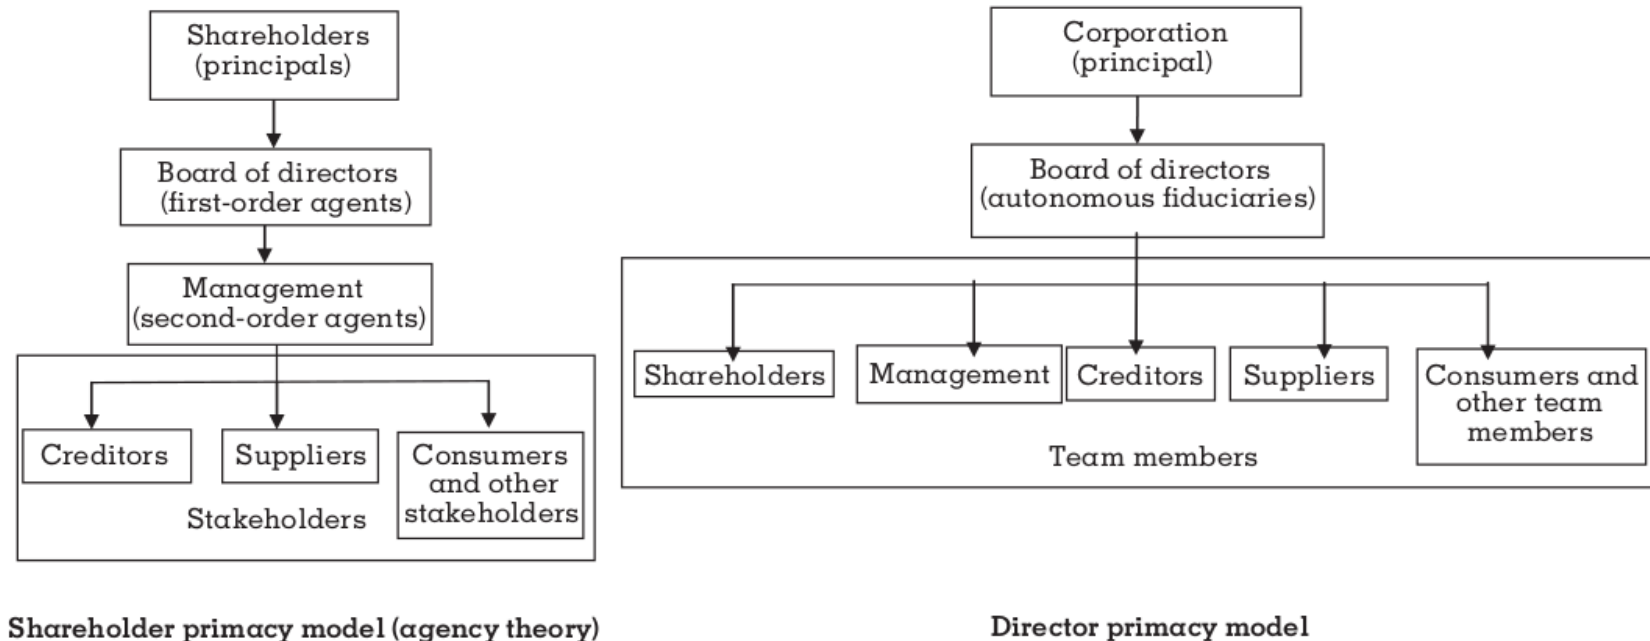 Shareholders
(principals)
Board of directors
(first-order agents)
Management
(second-order agents)
Creditors
Suppliers
Consumers
and other
stakeholders
Stakeholders
Shareholder primacy model (agency theory)
Corporation
(principal)
Board of directors
(autonomous fiduciaries)
Shareholders
Management
Creditors
Suppliers
Consumers and
other team
members
Team members
Director primacy model